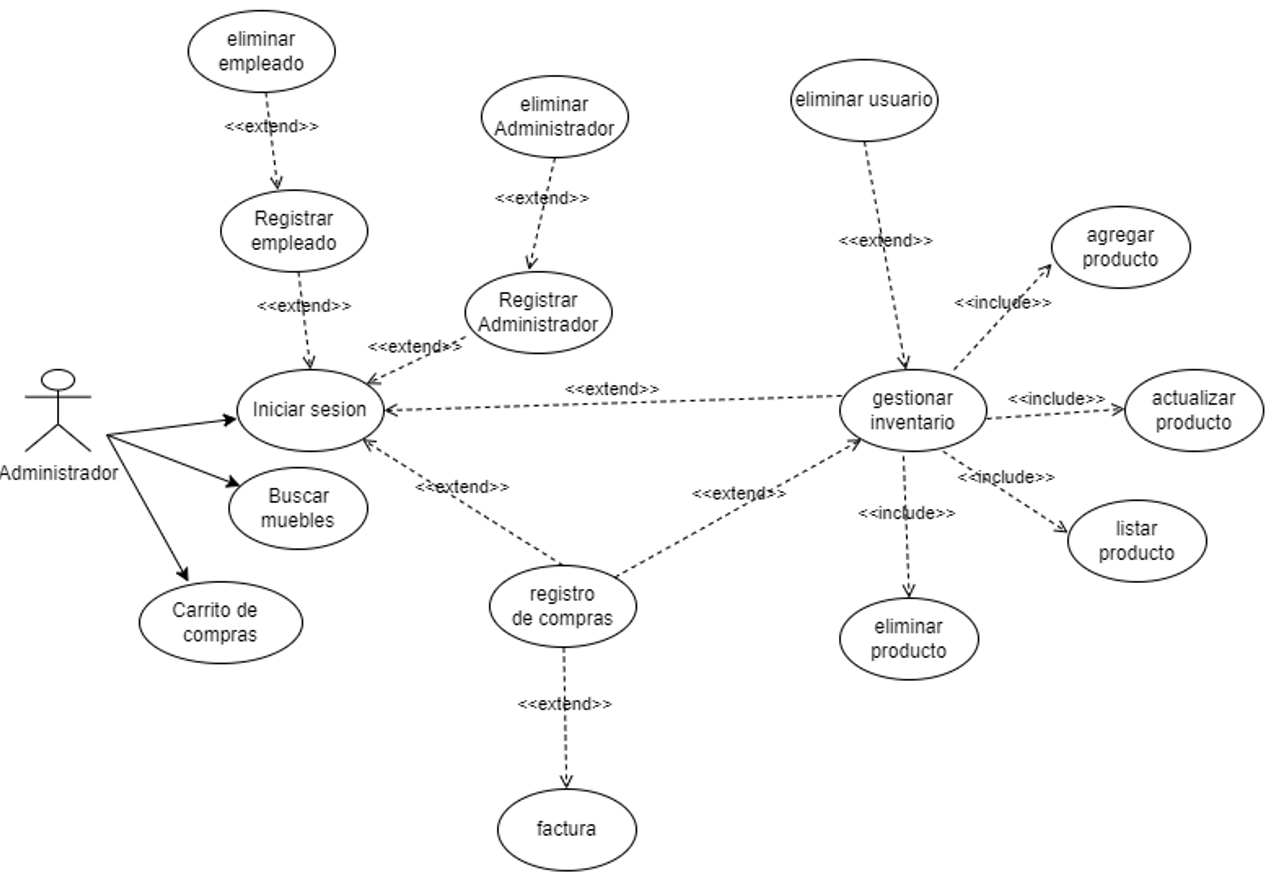 eliminar
empleado
<<extend>>
eliminar
Administrador
<<extend>>
eliminar usuario
<<extend>>
Registrar
empleado
<<extend>>
Registrar
Administrador
<<extend>>
agregar
producto
<<include>>
Administrador
Iniciar sesion
<<extend>>
gestionar
inventario
<<include>>
actualizar
producto
Buscar
muebles
<<extend>>
<<extend>>
<<include>>
<<include>>
listar
producto
Carrito de
compras
registro
de compras
eliminar
producto
<<extend>>
factura